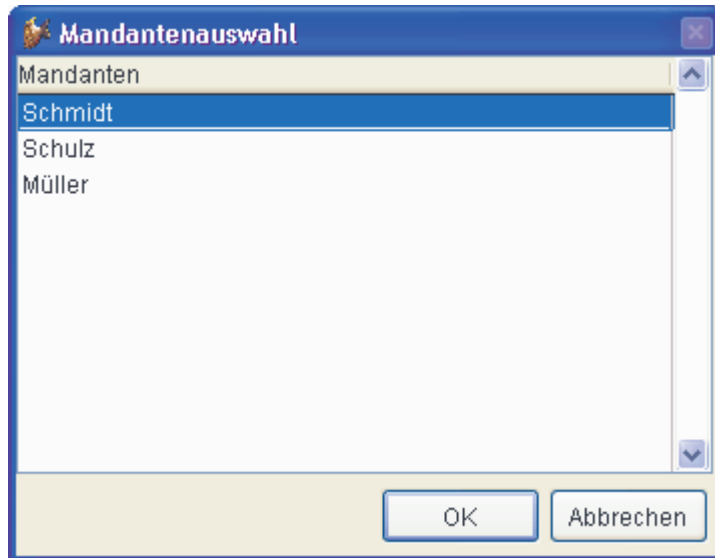 Mandantenauswahl
Mandanten
Schmidt
Schulz
Müller
OK Abbrechen